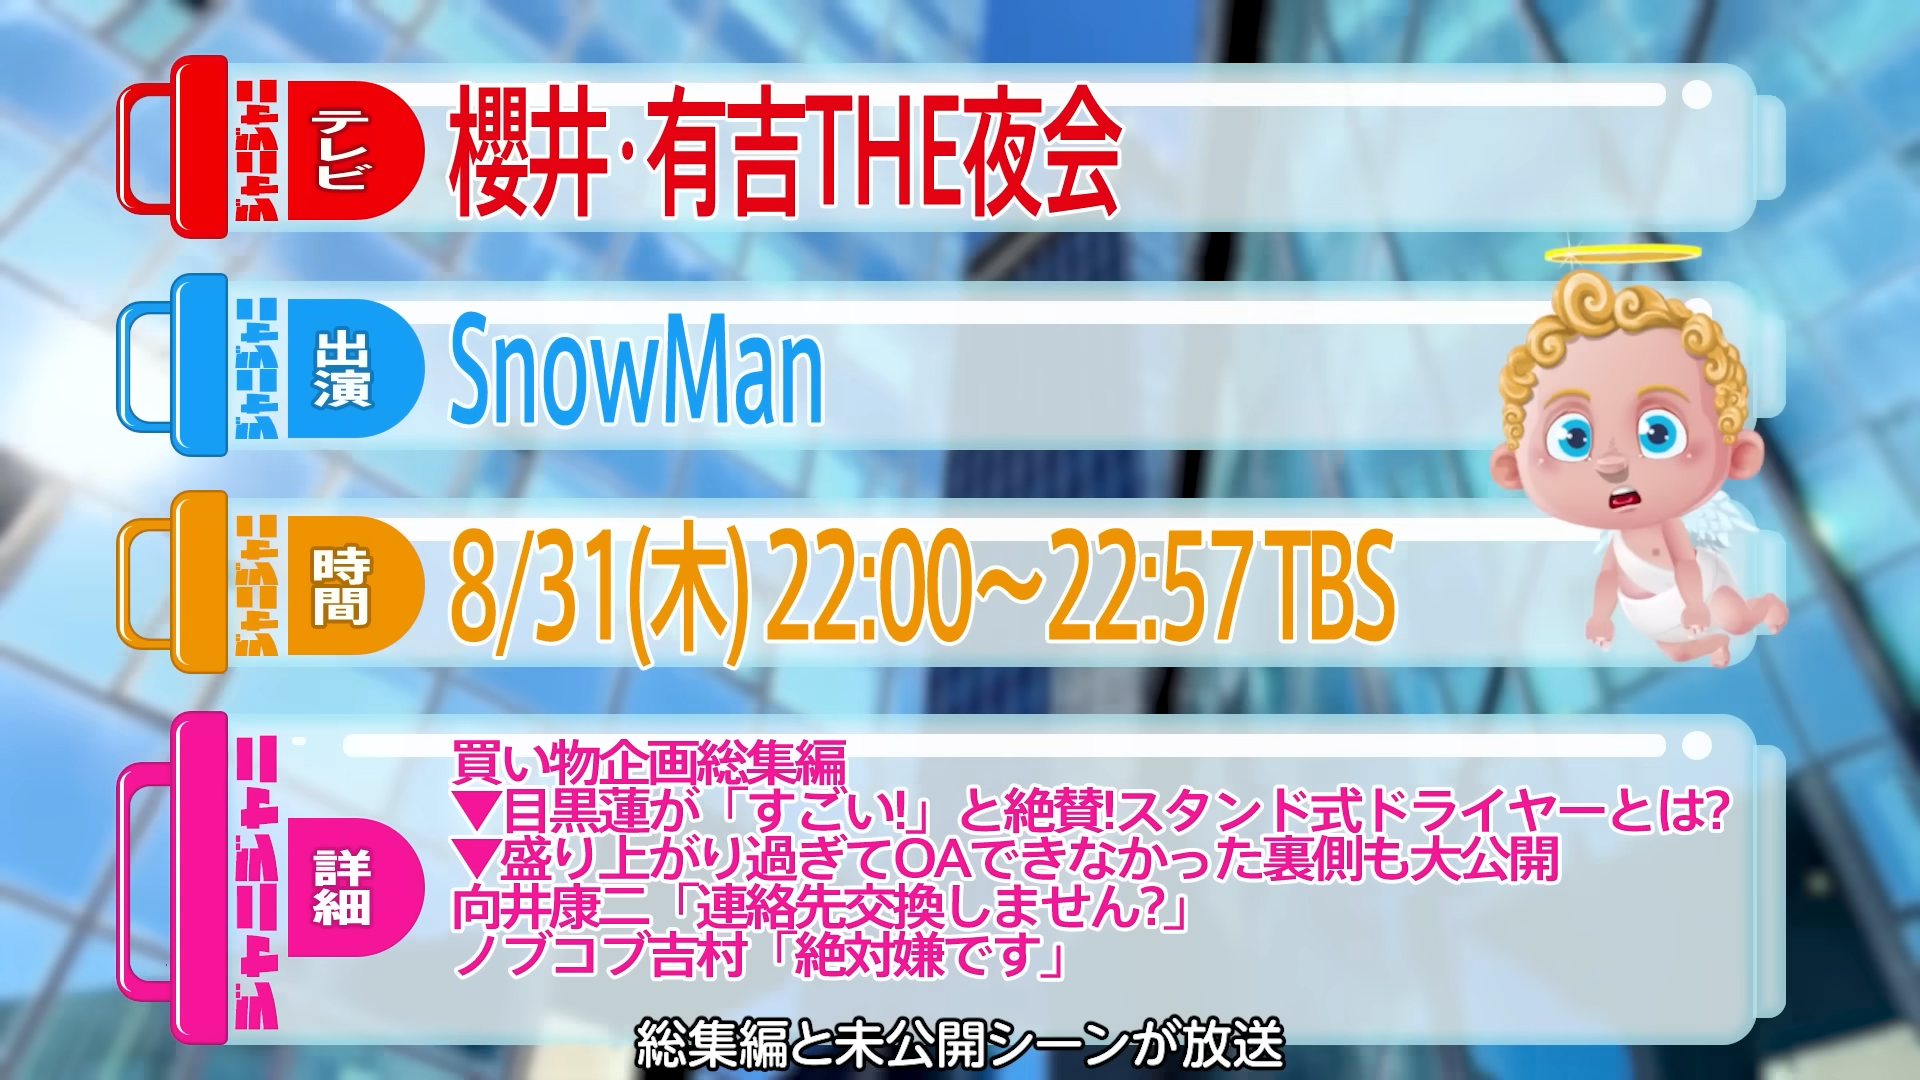 テレビ
櫻井・有吉THE夜会
出演
SnowMan
時間
8/31(木) 22:00～22:57 TBS
詳細
買い物企画総集編
▼目黒蓮が「すごい!」と絶賛!スタンド式ドライヤーとは?
▼盛り上がり過ぎてOAできなかった裏側も大公開
向井康二「連絡先交換しません?」
ノブコブ吉村「絶対嫌です」
総集編と未公開シーンが放送